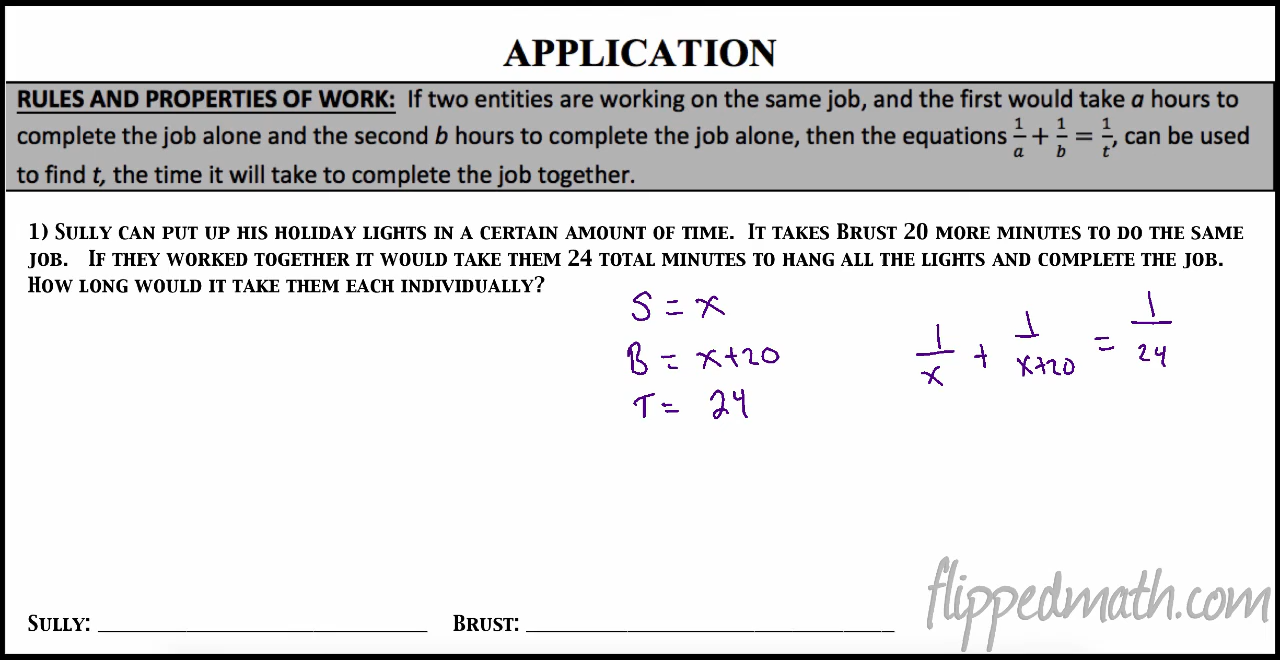 APPLICATION
RULES AND PROPERTIES OF WORK: If two entities are working on the same job, and the first would take a hours to
complete the job alone and the second b hours to complete the job alone, then the equations 1/a + 1/b = 1/t, can be used
to find t, the time it will take to complete the job together.
1) SULLY CAN PUT UP HIS HOLIDAY LIGHTS IN A CERTAIN AMOUNT OF TIME. IT TAKES BRUST 20 MORE MINUTES TO DO THE SAME
JOB. IF THEY WORKED TOGETHER IT WOULD TAKE THEM 24 TOTAL MINUTES TO HANG ALL THE LIGHTS AND COMPLETE THE JOB.
HOW LONG WOULD IT TAKE THEM EACH INDIVIDUALLY?
S = x
B = x+20
T = 24
1/x + 1/(x+20) = 1/24
SULLY: ______________ BRUST: ______________
flippedmath.com